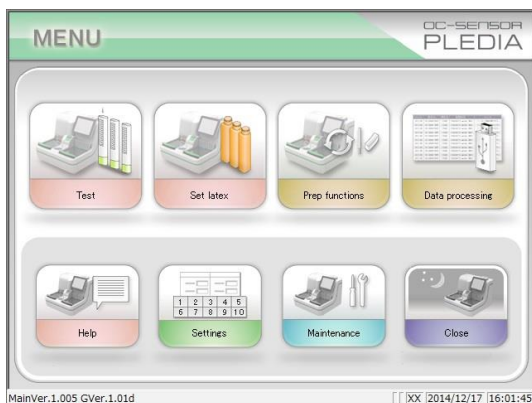 MENU
OC-SENSOR
PLEDIA
Test
Set latex
Prep functions
Data processing
Help
Settings
1 2 3 4 5
6 7 8 9 10
Maintenance
Close
MainVer.1.005 GVer.1.01d
XX 2014/12/17 16:01:45